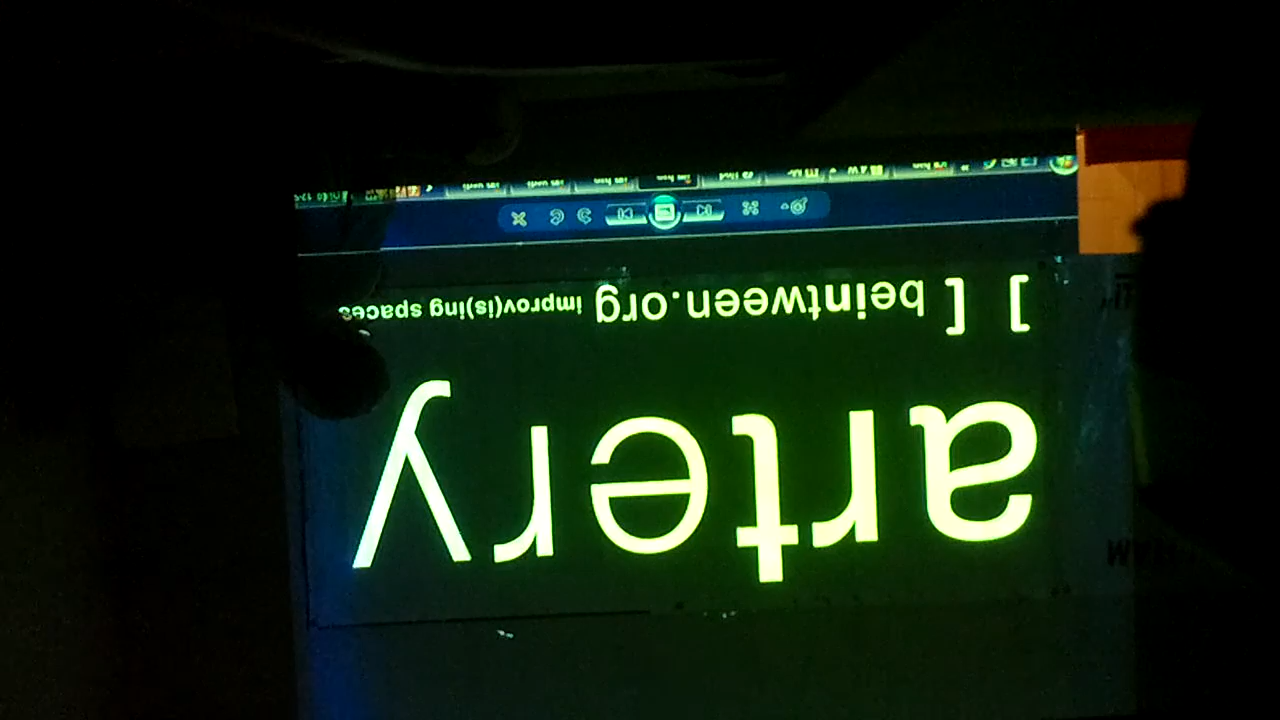 artery
] [ beintween.org improv(is)ing spaces